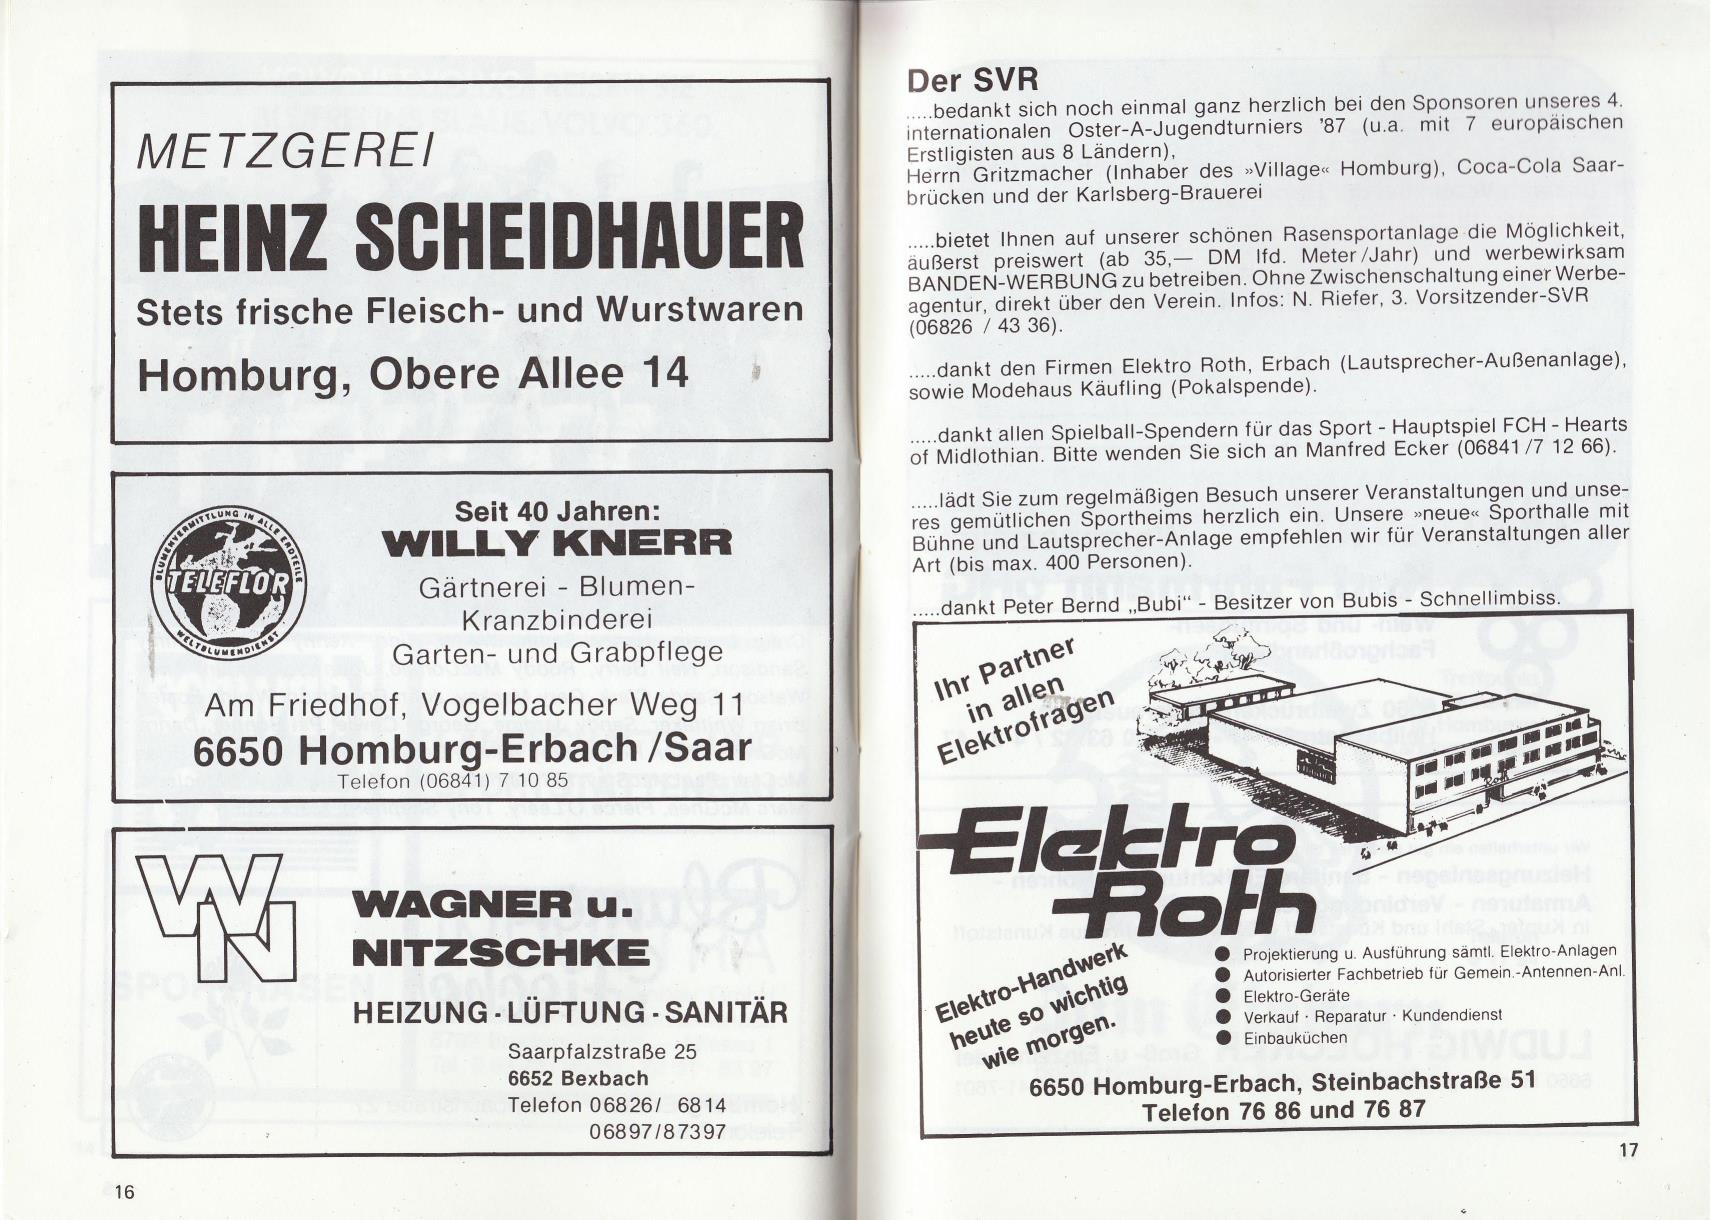 METZGEREI
HEINZ SCHEIDHAUER
Stets frische Fleisch- und Wurstwaren
Homburg, Obere Allee 14
BLUMENVERMITTLUNG IN ALLE ERDTEILE
TELEFLOR
WELTBLUMENDIENST
Seit 40 Jahren:
WILLY KNERR
Gärtnerei - Blumen-
Kranzbinderei
Garten- und Grabpflege
Am Friedhof, Vogelbacher Weg 11
6650 Homburg-Erbach/Saar
Telefon (06841) 7 10 85
WN
WAGNER u.
NITZSCHKE
HEIZUNG · LÜFTUNG · SANITÄR
Saarpfalzstraße 25
6652 Bexbach
Telefon 06826/ 6814
06897/87397
16
Der SVR
.....bedankt sich noch einmal ganz herzlich bei den Sponsoren unseres 4.
internationalen Oster-A-Jugendturniers '87 (u.a. mit 7 europäischen
Erstligisten aus 8 Ländern),
Herrn Gritzmacher (Inhaber des »Village« Homburg), Coca-Cola Saar-
brücken und der Karlsberg-Brauerei
.....bietet Ihnen auf unserer schönen Rasensportanlage die Möglichkeit,
äußerst preiswert (ab 35,— DM lfd. Meter/Jahr) und werbewirksam
BANDEN-WERBUNG zu betreiben. Ohne Zwischenschaltung einer Werbe-
agentur, direkt über den Verein. Infos: N. Riefer, 3. Vorsitzender-SVR
(06826 / 43 36).
.....dankt den Firmen Elektro Roth, Erbach (Lautsprecher-Außenanlage),
sowie Modehaus Käufling (Pokalspende).
.....dankt allen Spielball-Spendern für das Sport - Hauptspiel FCH - Hearts
of Midlothian. Bitte wenden Sie sich an Manfred Ecker (06841/7 12 66).
.....lädt Sie zum regelmäßigen Besuch unserer Veranstaltungen und unse-
res gemütlichen Sportheims herzlich ein. Unsere »neue« Sporthalle mit
Bühne und Lautsprecher-Anlage empfehlen wir für Veranstaltungen aller
Art (bis max. 400 Personen).
.....dankt Peter Bernd „Bubi“ - Besitzer von Bubis - Schnellimbiss.
Ihr Partner
in allen
Elektrofragen
Elektro
Roth
Elektro-Handwerk
heute so wichtig
wie morgen.
● Projektierung u. Ausführung sämtl. Elektro-Anlagen
● Autorisierter Fachbetrieb für Gemein.-Antennen-Anl.
● Elektro-Geräte
● Verkauf · Reparatur · Kundendienst
● Einbauküchen
6650 Homburg-Erbach, Steinbachstraße 51
Telefon 76 86 und 76 87
17